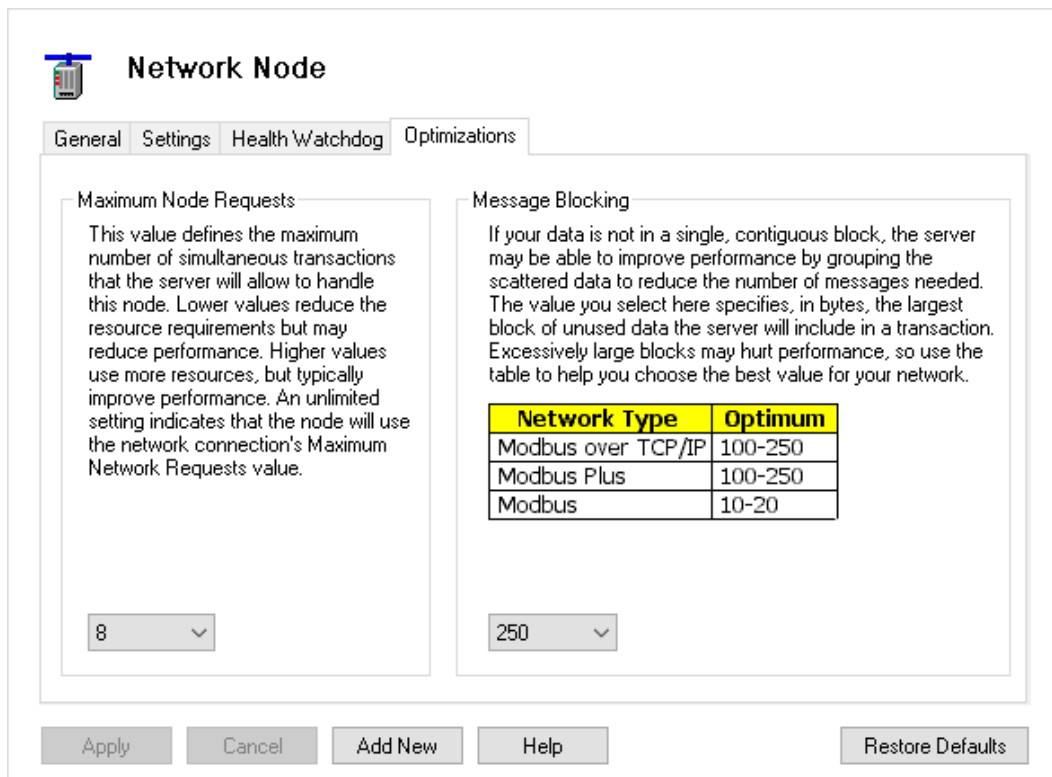 Network Node
General Settings Health Watchdog Optimizations
Maximum Node Requests
This value defines the maximum
number of simultaneous transactions
that the server will allow to handle
this node. Lower values reduce the
resource requirements but may
reduce performance. Higher values
use more resources, but typically
improve performance. An unlimited
setting indicates that the node will use
the network connection's Maximum
Network Requests value.
8
Message Blocking
If your data is not in a single, contiguous block, the server
may be able to improve performance by grouping the
scattered data to reduce the number of messages needed.
The value you select here specifies, in bytes, the largest
block of unused data the server will include in a transaction.
Excessively large blocks may hurt performance, so use the
table to help you choose the best value for your network.
Network Type Optimum
Modbus over TCP/IP 100-250
Modbus Plus 100-250
Modbus 10-20
250
Apply Cancel Add New Help Restore Defaults